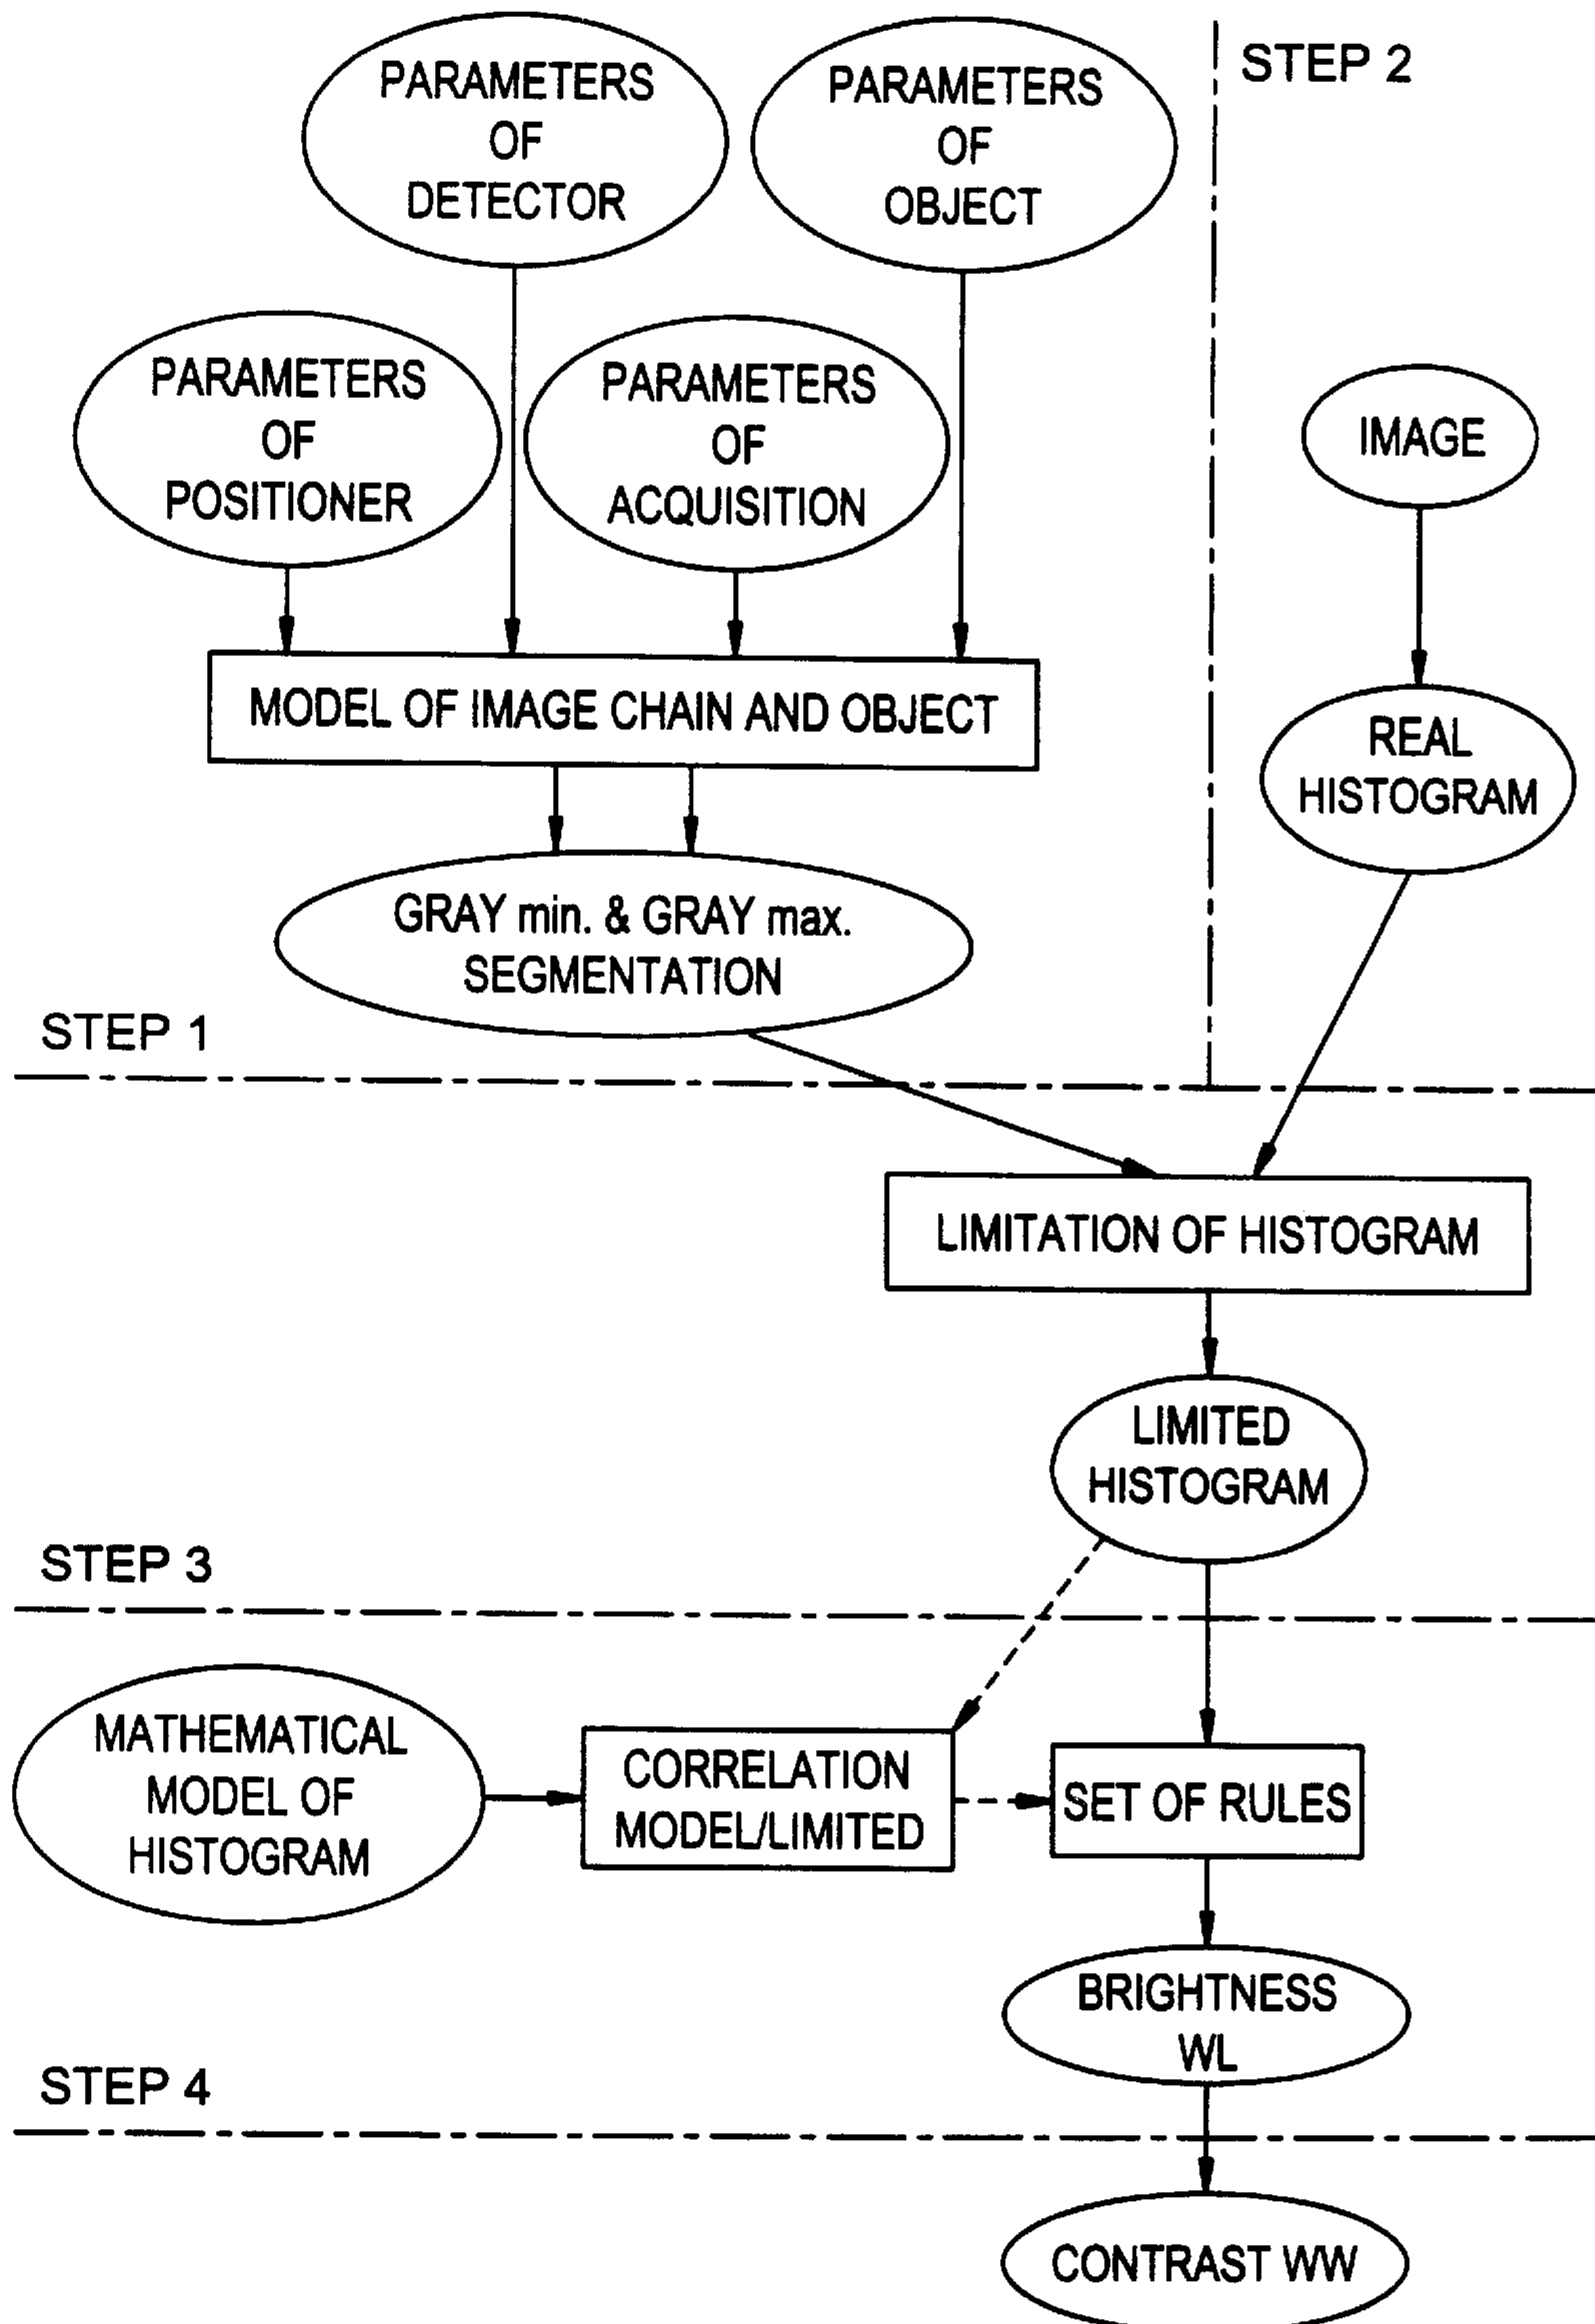 STEP 2
PARAMETERS
OF
DETECTOR
PARAMETERS
OF
OBJECT
PARAMETERS
OF
POSITIONER
PARAMETERS
OF
ACQUISITION
IMAGE
MODEL OF IMAGE CHAIN AND OBJECT
REAL
HISTOGRAM
GRAY min. & GRAY max.
SEGMENTATION
STEP 1
LIMITATION OF HISTOGRAM
LIMITED
HISTOGRAM
STEP 3
MATHEMATICAL
MODEL OF
HISTOGRAM
CORRELATION
MODEL/LIMITED
SET OF RULES
BRIGHTNESS
WL
STEP 4
CONTRAST WW